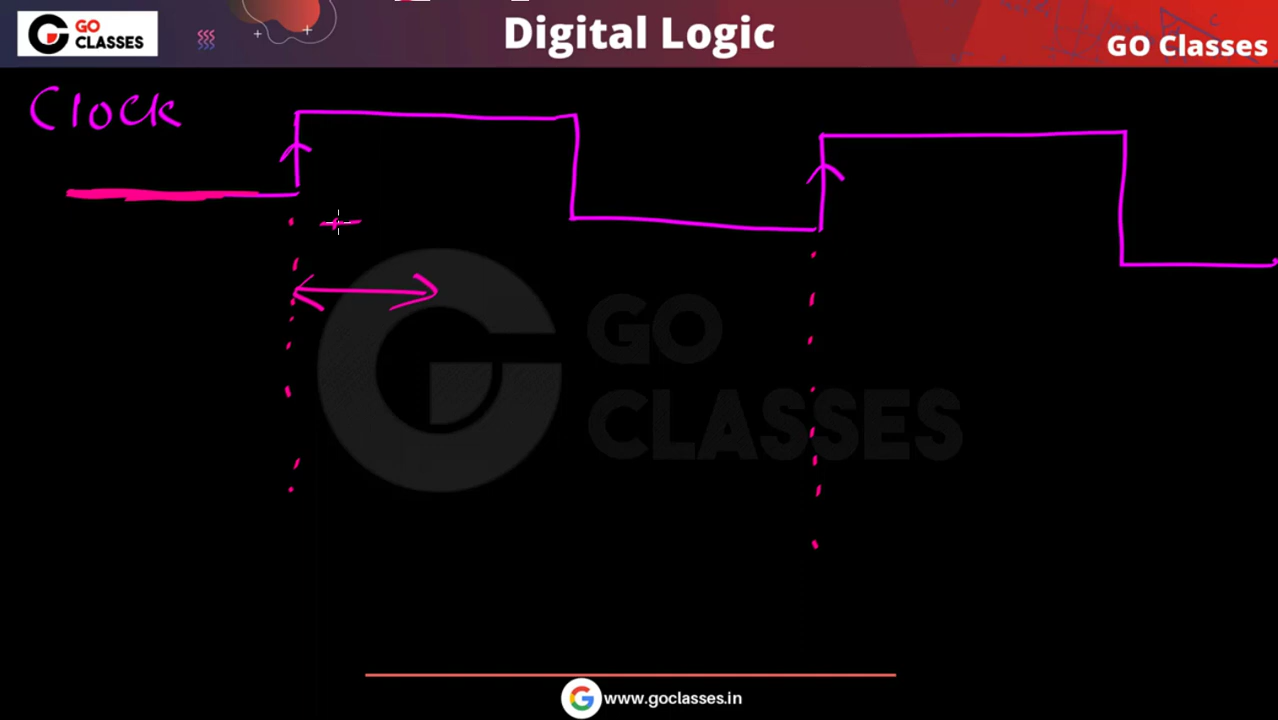 GO
CLASSES
Digital Logic
GO Classes
Clock
GO
CLASSES
www.goclasses.in